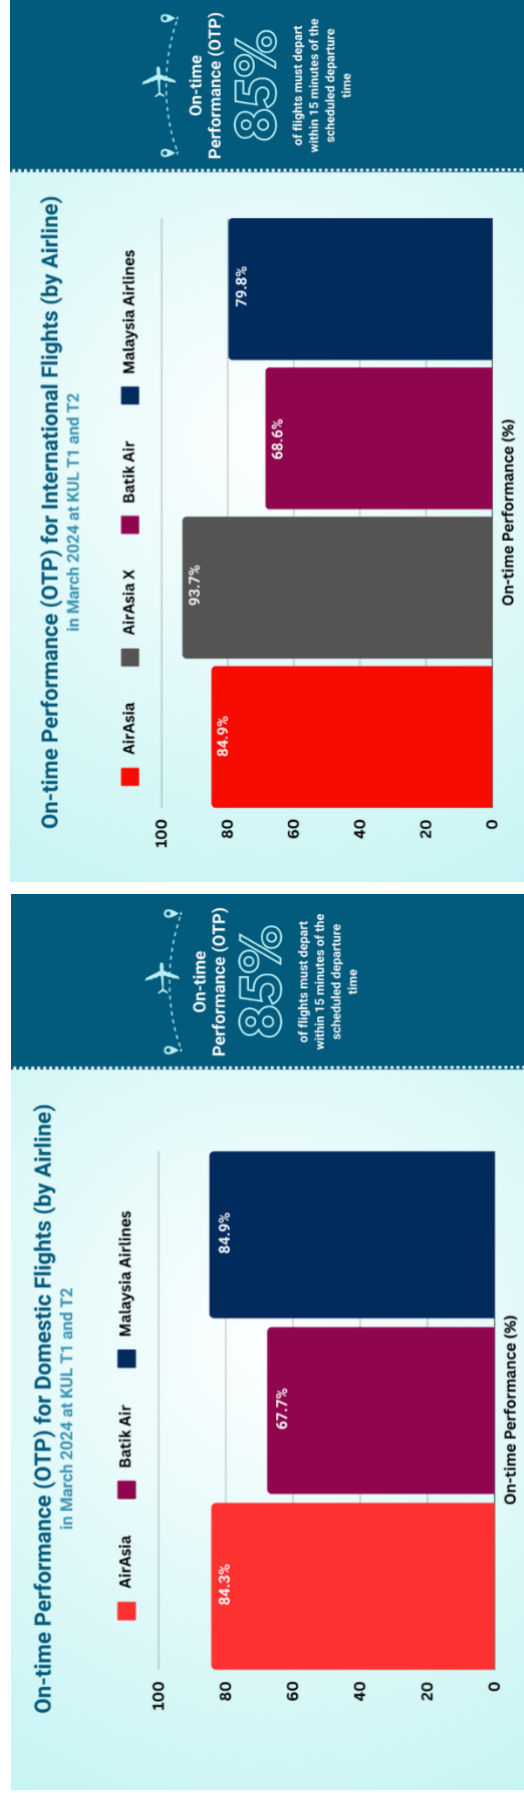 On-time Performance (OTP) for International Flights (by Airline)
in March 2024 at KUL T1 and T2
AirAsia
AirAsia X
Batik Air
Malaysia Airlines
100
80
60
40
20
0
84.9%
93.7%
68.6%
79.8%
On-time Performance (%)
On-time
Performance (OTP)
85%
of flights must depart
within 15 minutes of the
scheduled departure
time
On-time Performance (OTP) for Domestic Flights (by Airline)
in March 2024 at KUL T1 and T2
AirAsia
Batik Air
Malaysia Airlines
100
80
60
40
20
0
84.3%
67.7%
84.9%
On-time Performance (%)
On-time
Performance (OTP)
85%
of flights must depart
within 15 minutes of the
scheduled departure
time